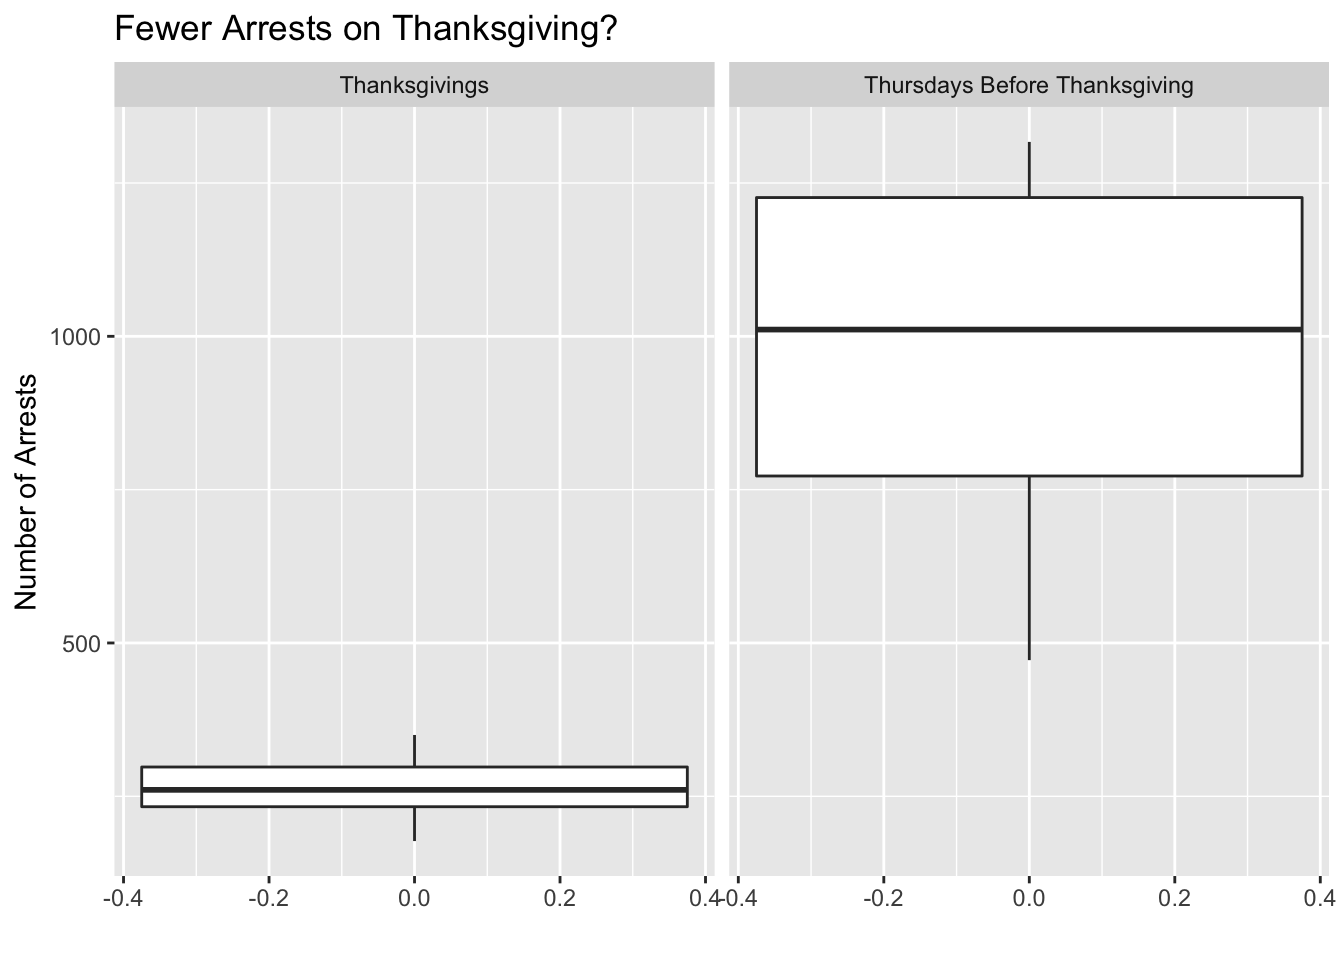 Fewer Arrests on Thanksgiving?
Thanksgivings
Thursdays Before Thanksgiving
Number of Arrests
1000
500
-0.4 -0.2 0.0 0.2 0.4
-0.4 -0.2 0.0 0.2 0.4